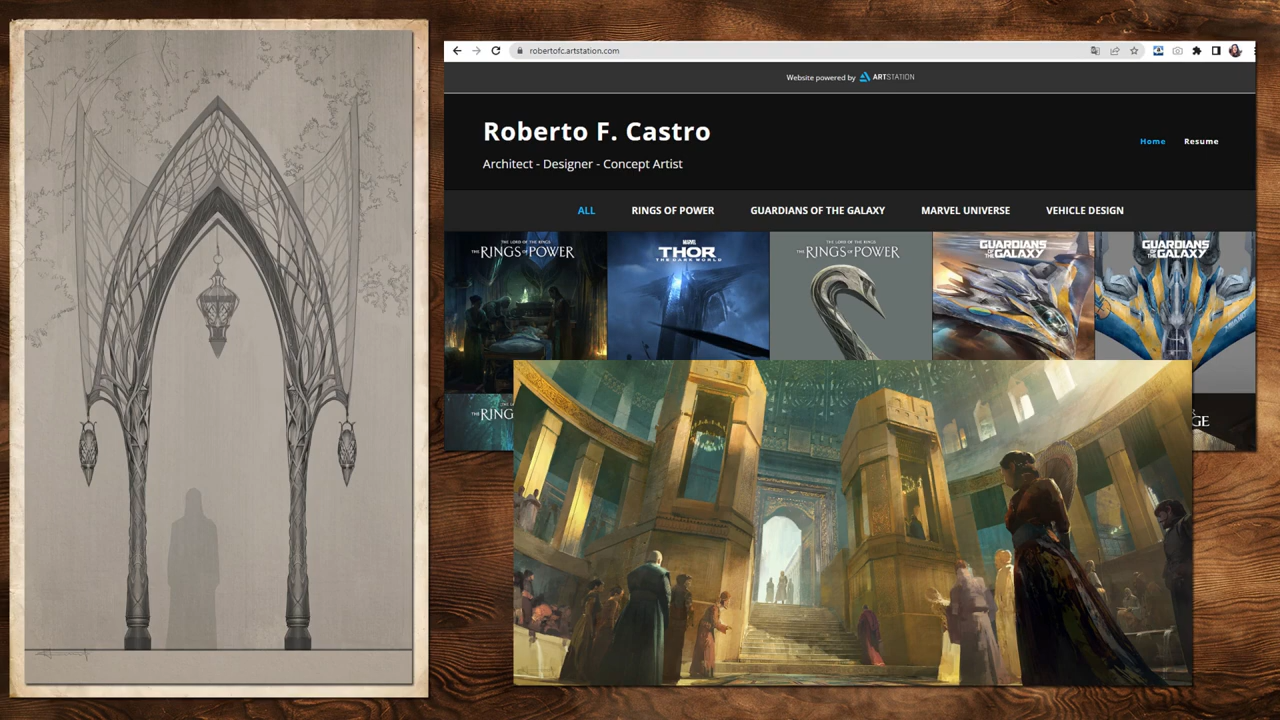 robertofc.artstation.com
Website powered by ARTSTATION
Roberto F. Castro
Architect - Designer - Concept Artist
Home Resume
ALL RINGS OF POWER GUARDIANS OF THE GALAXY MARVEL UNIVERSE VEHICLE DESIGN
THE LORD OF THE RINGS
THE RINGS OF POWER
MARVEL
THOR
THE DARK WORLD
THE LORD OF THE RINGS
THE RINGS OF POWER
GUARDIANS
OF THE GALAXY
GUARDIANS
OF THE GALAXY